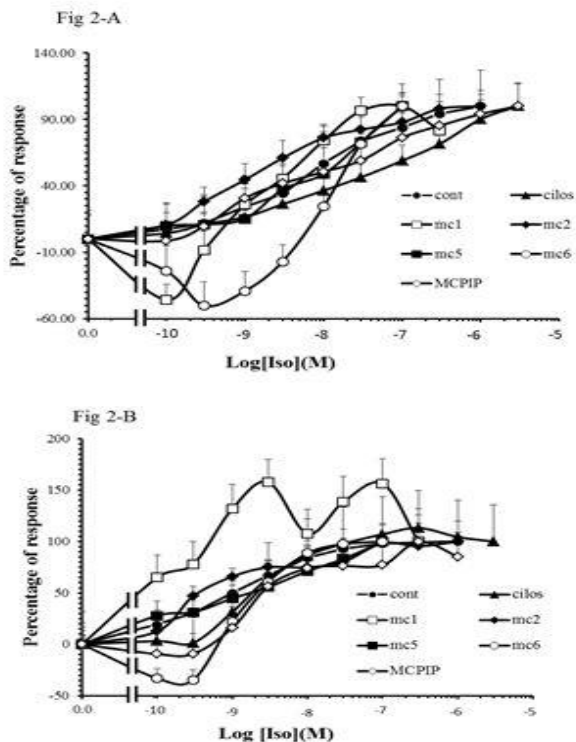 Fig 2-A
140.00
90.00
40.00
-10.00
-60.00
Percentage of response
cont cilos
mc1 mc2
mc5 mc6
MCPIP
0.0 -10 -9 -8 -7 -6 -5
Log[Iso](M)
Fig 2-B
200
150
100
50
0
-50
Percentage of response
cont cilos
mc1 mc2
mc5 mc6
MCPIP
0.0 -10 -9 -8 -7 -6 -5
Log [Iso](M)